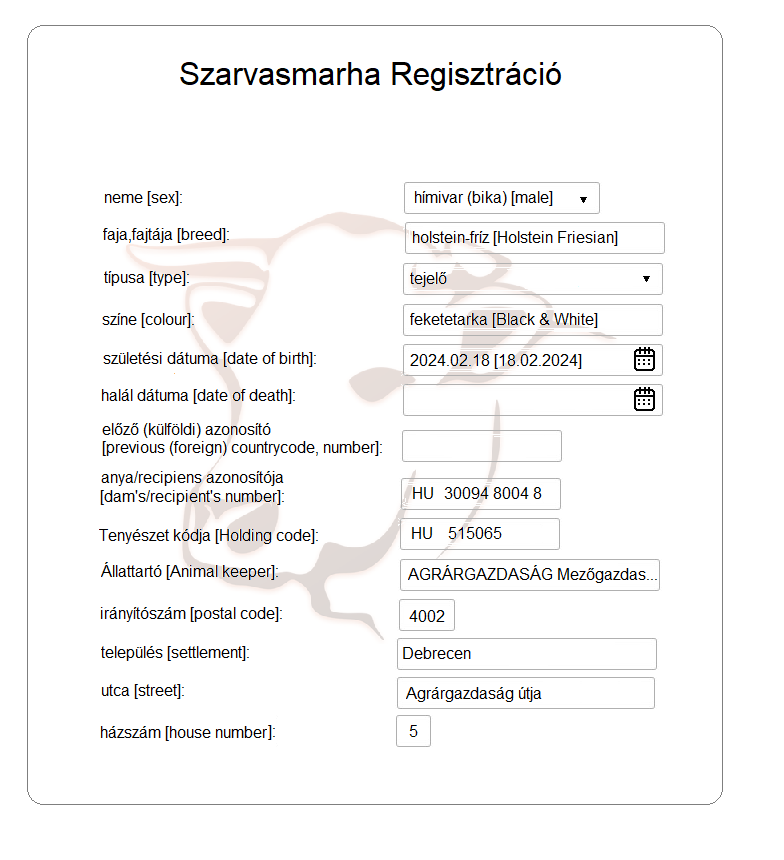 Szarvasmarha Regisztráció
neme [sex]: hímivar (bika) [male]
faja,fajtája [breed]: holstein-fríz [Holstein Friesian]
típusa [type]: tejelő
színe [colour]: feketetarka [Black & White]
születési dátuma [date of birth]: 2024.02.18 [18.02.2024]
halál dátuma [date of death]:
előző (külföldi) azonosító
[previous (foreign) countrycode, number]:
anya/recipiens azonosítója
[dam's/recipient's number]: HU 30094 8004 8
Tenyészet kódja [Holding code]: HU 515065
Állattartó [Animal keeper]: AGRÁRGAZDASÁG Mezőgazdas...
irányítószám [postal code]: 4002
település [settlement]: Debrecen
utca [street]: Agrárgazdaság útja
házszám [house number]: 5